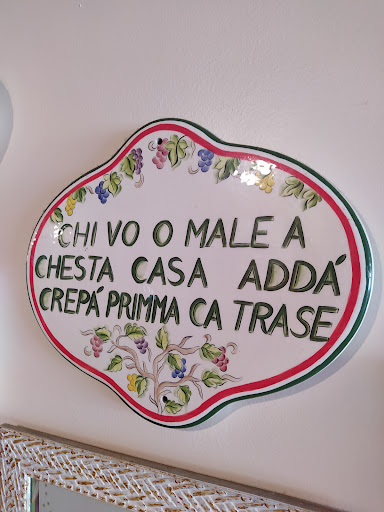 CHI VO O MALE A
CHESTA CASA ADDÁ
CREPÁ PRIMMA CA TRASE